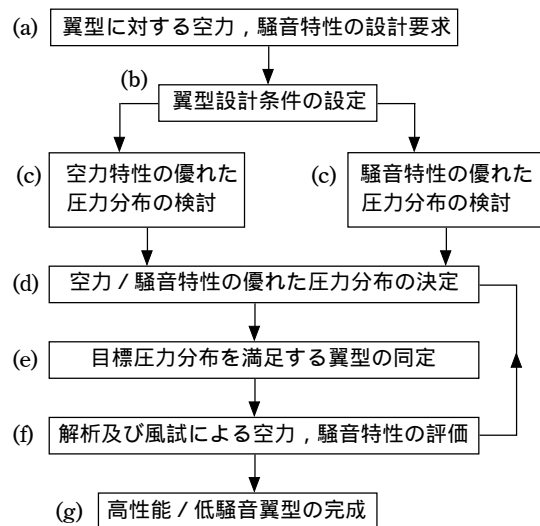 (a) 翼型に対する空力，騒音特性の設計要求
(b)
翼型設計条件の設定
(c) 空力特性の優れた
圧力分布の検討
(c) 騒音特性の優れた
圧力分布の検討
(d) 空力 / 騒音特性の優れた圧力分布の決定
(e) 目標圧力分布を満足する翼型の同定
(f) 解析及び風試による空力，騒音特性の評価
(g) 高性能 / 低騒音翼型の完成